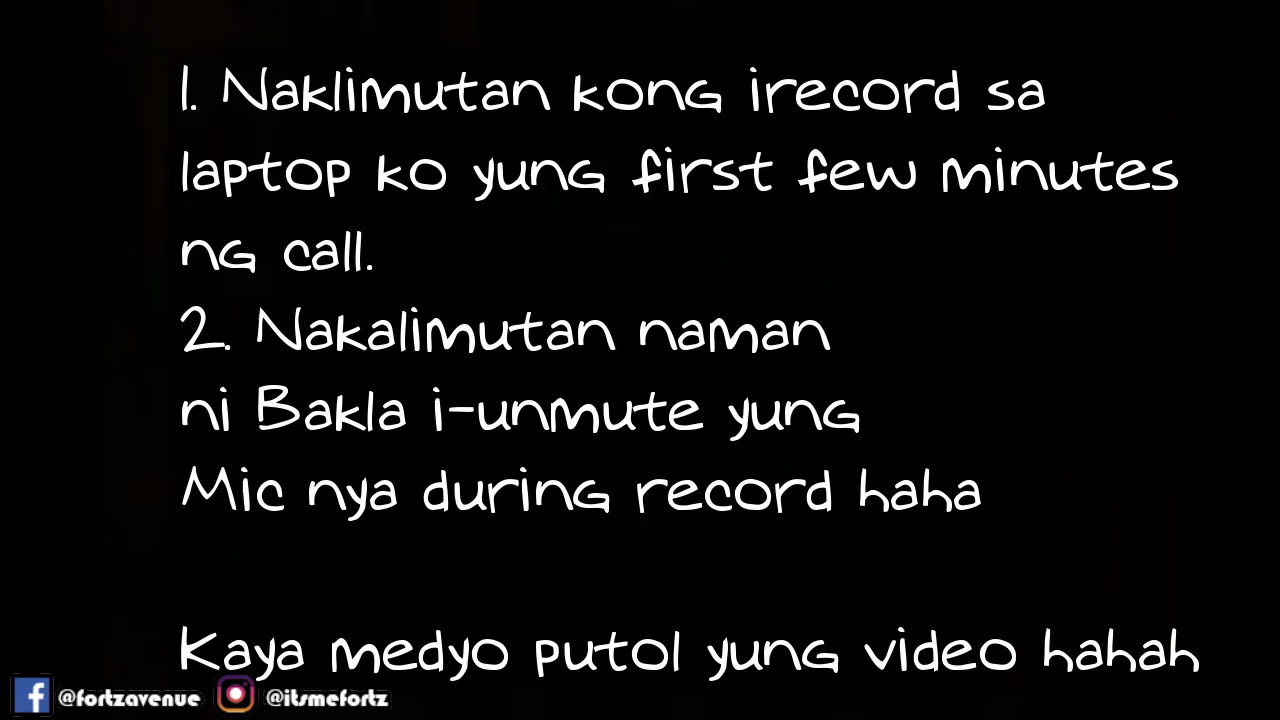 1. Naklimutan kong irecord sa
laptop ko yung first few minutes
ng call.
2. Nakalimutan naman
ni Bakla i-unmute yung
Mic nya during record haha
Kaya medyo putol yung video hahah
@fortzavenue @itsmefortz